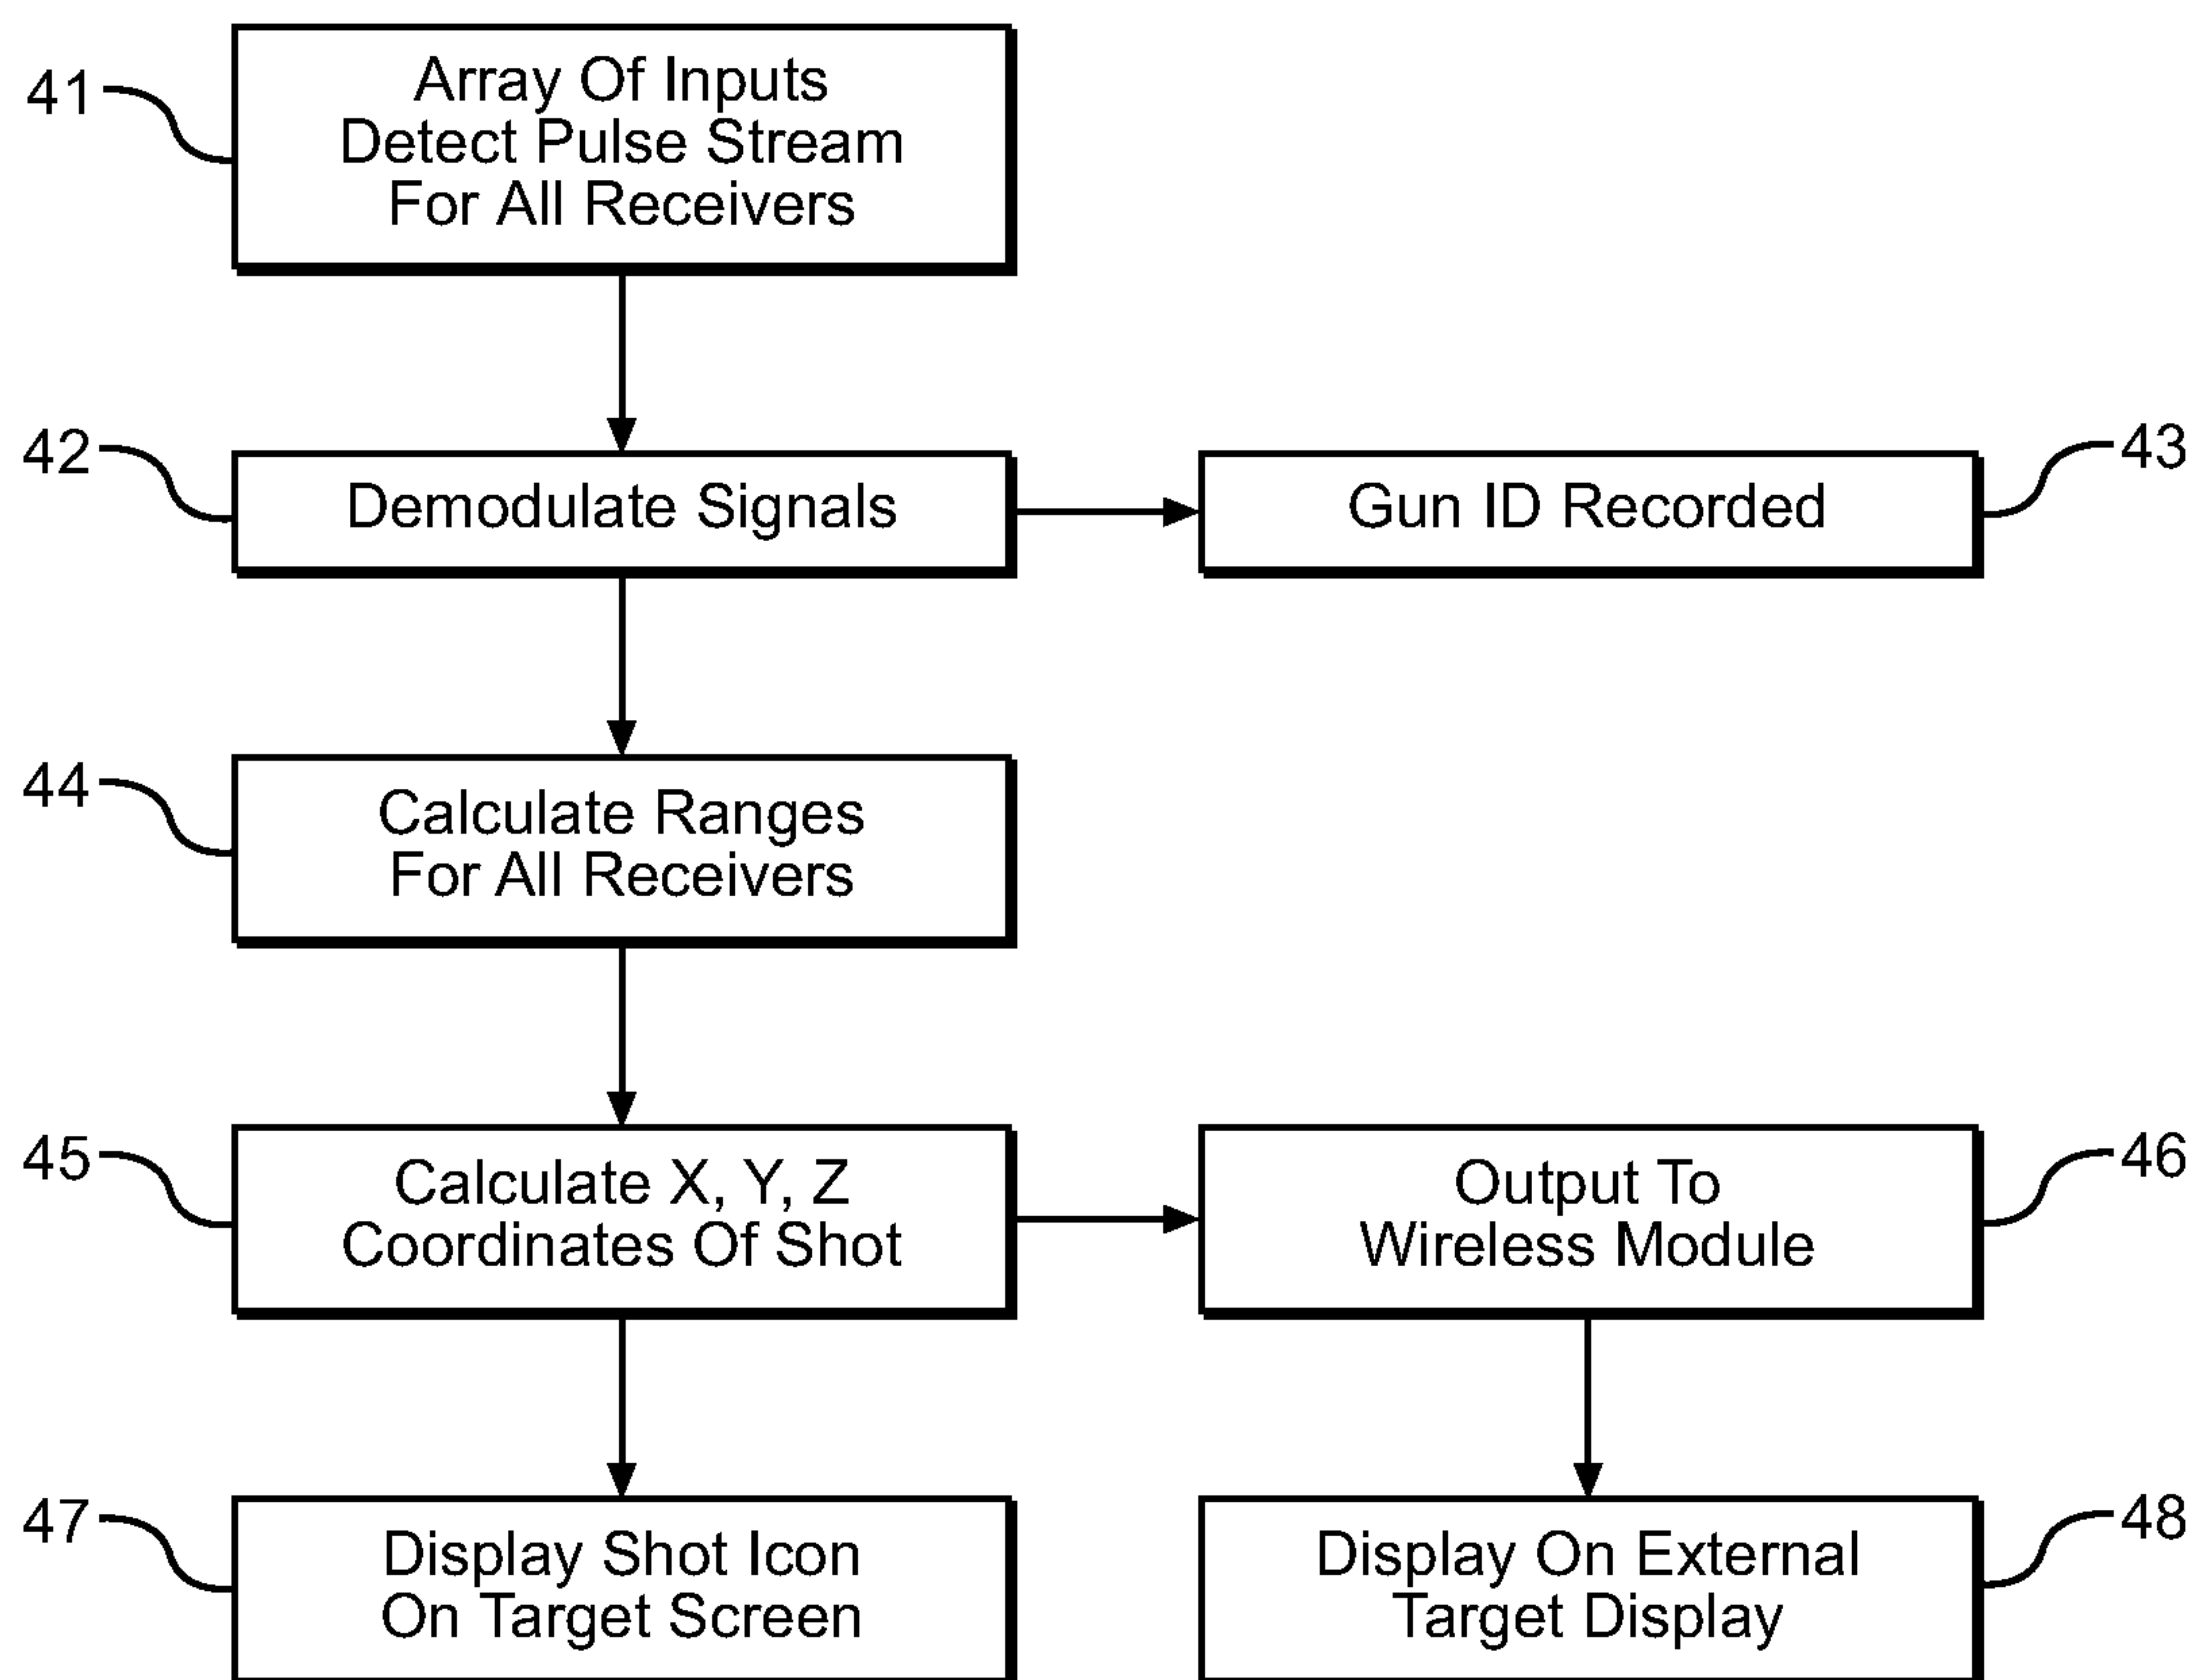 41
Array Of Inputs
Detect Pulse Stream
For All Receivers
42
Demodulate Signals
Gun ID Recorded
43
44
Calculate Ranges
For All Receivers
45
Calculate X, Y, Z
Coordinates Of Shot
Output To
Wireless Module
46
47
Display Shot Icon
On Target Screen
Display On External
Target Display
48